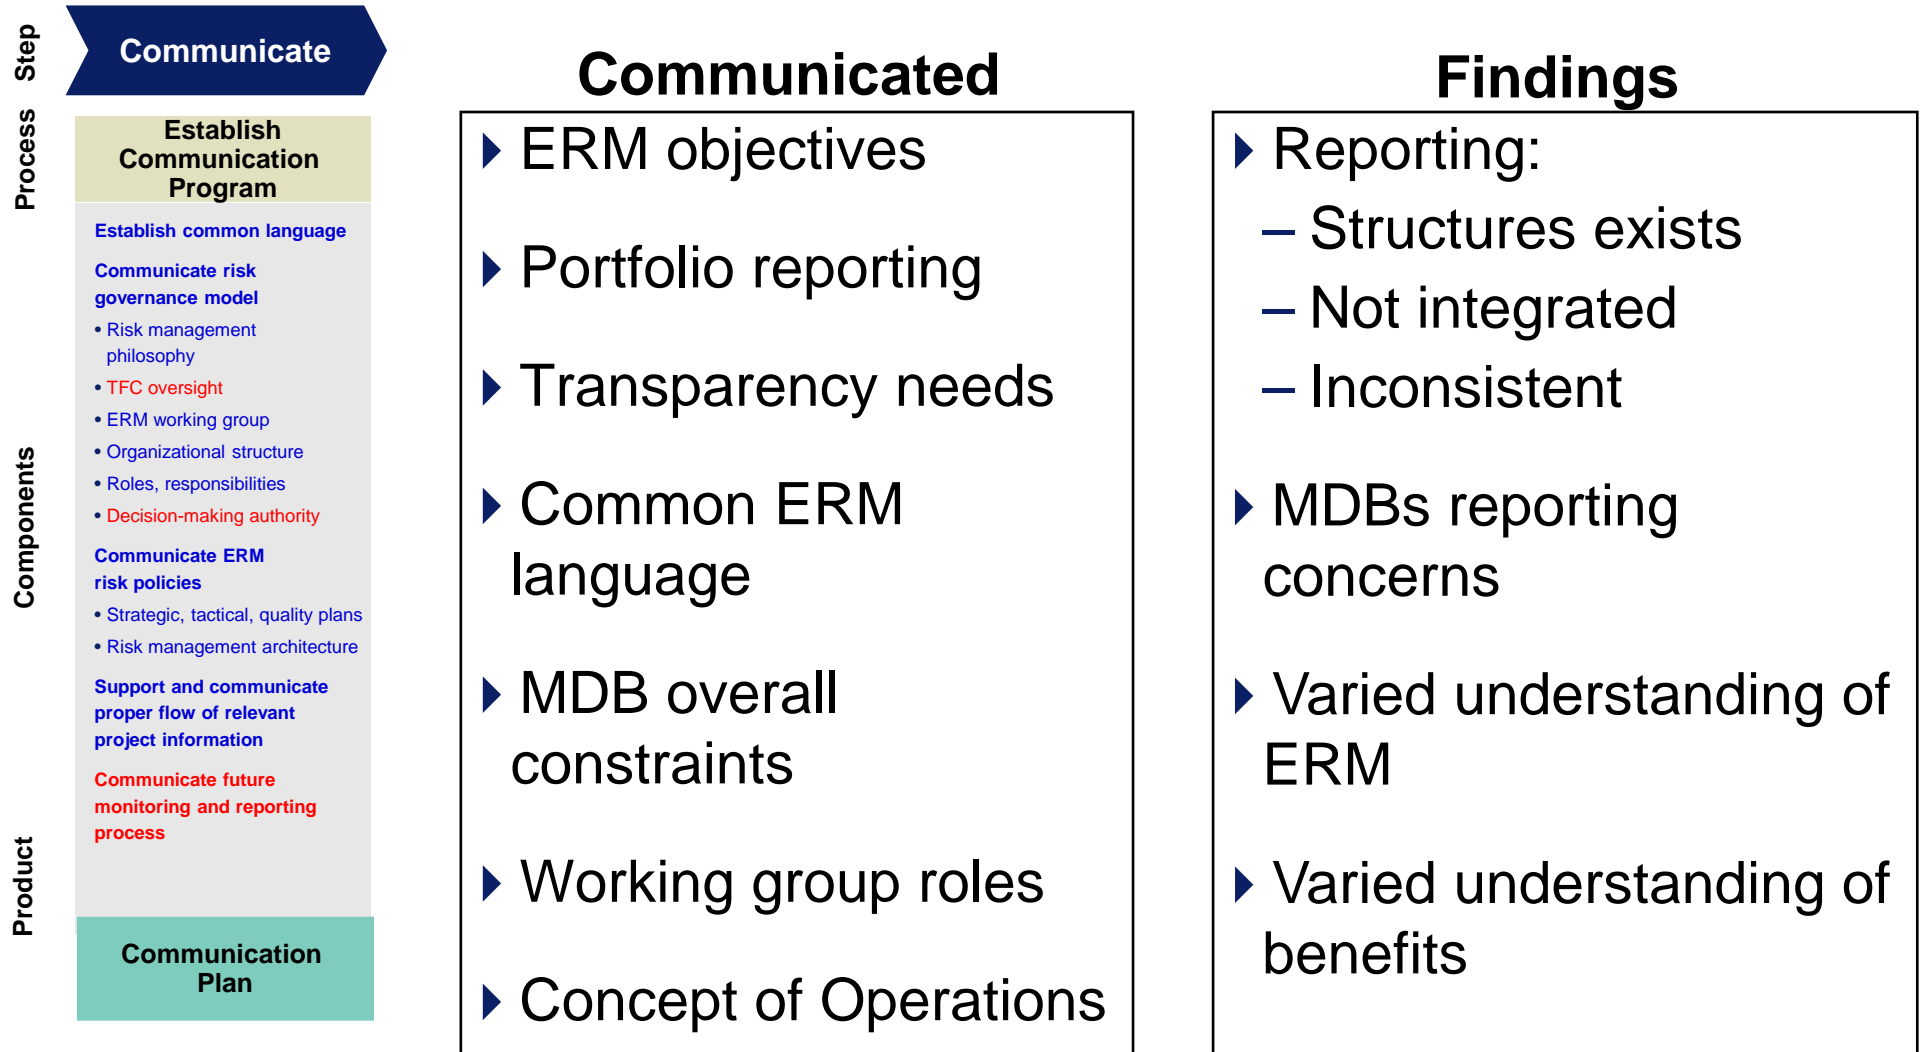 Step
Communicate
Process
Establish
Communication
Program
Components
Establish common language
Communicate risk
governance model
• Risk management
philosophy
• TFC oversight
• ERM working group
• Organizational structure
• Roles, responsibilities
• Decision-making authority
Communicate ERM
risk policies
• Strategic, tactical, quality plans
• Risk management architecture
Support and communicate
proper flow of relevant
project information
Communicate future
monitoring and reporting
process
Product
Communication
Plan
Communicated
ERM objectives
Portfolio reporting
Transparency needs
Common ERM
language
MDB overall
constraints
Working group roles
Concept of Operations
Findings
Reporting:
– Structures exists
– Not integrated
– Inconsistent
MDBs reporting
concerns
Varied understanding of
ERM
Varied understanding of
benefits